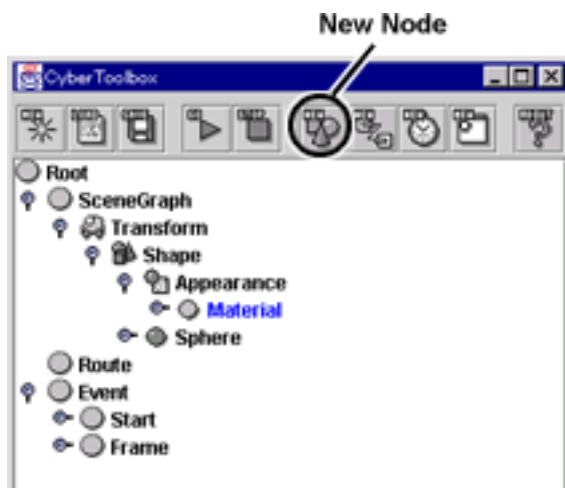 New Node
CyberToolbox
Root
SceneGraph
Transform
Shape
Appearance
Material
Sphere
Route
Event
Start
Frame